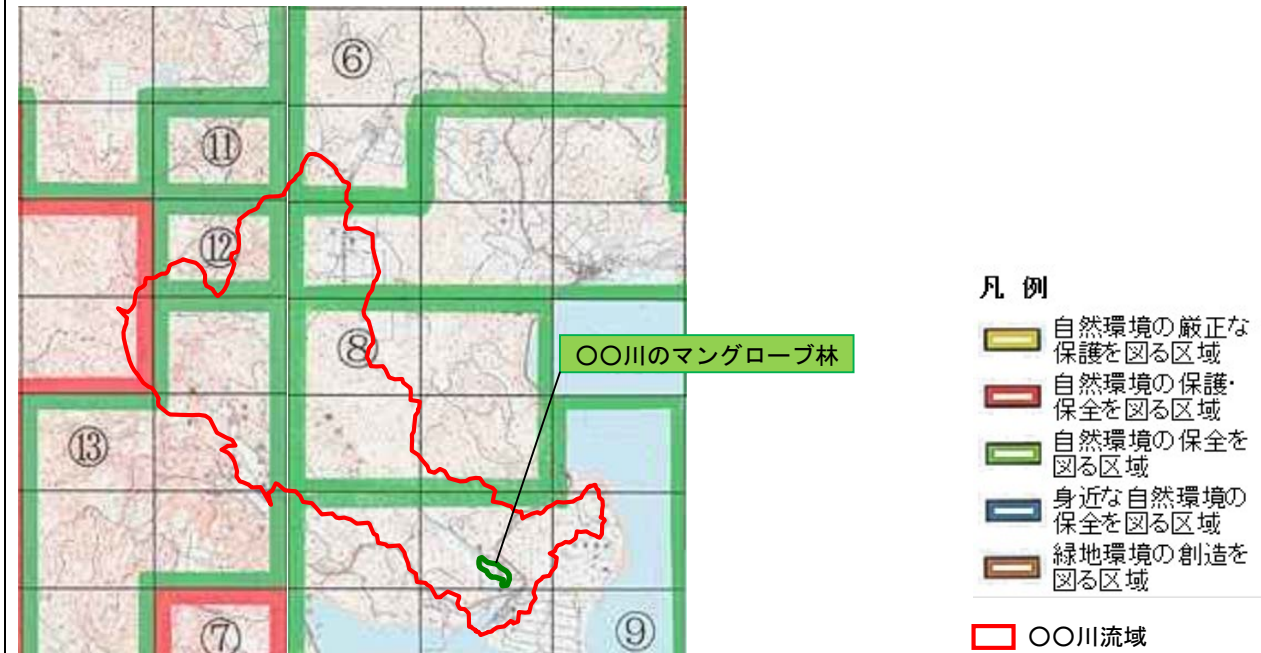 ⑥
⑪
⑫
⑧
〇〇川のマングローブ林
⑬
⑦
⑨
凡 例
自然環境の厳正な
保護を図る区域
自然環境の保護・
保全を図る区域
自然環境の保全を
図る区域
身近な自然環境の
保全を図る区域
緑地環境の創造を
図る区域
〇〇川流域